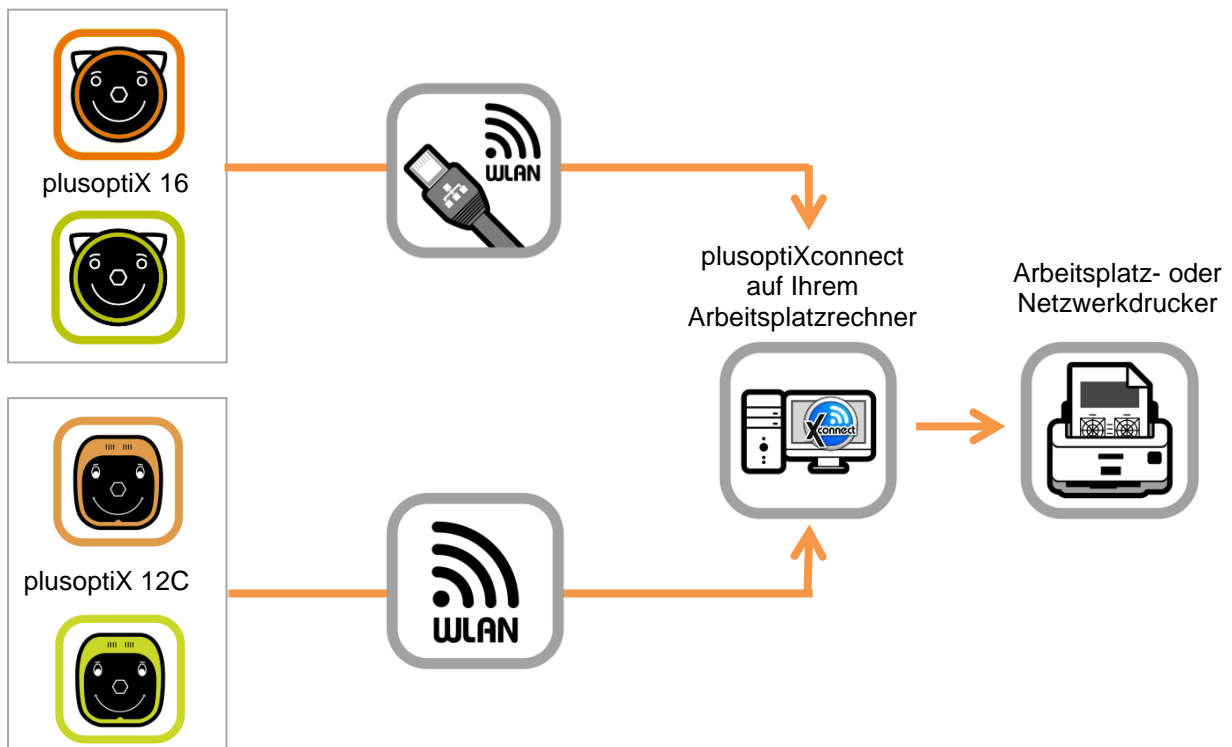 WLAN
plusoptiX 16
plusoptiXconnect
auf Ihrem
Arbeitsplatzrechner
Arbeitsplatz- oder
Netzwerkdrucker
Xconnect
plusoptiX 12C
WLAN